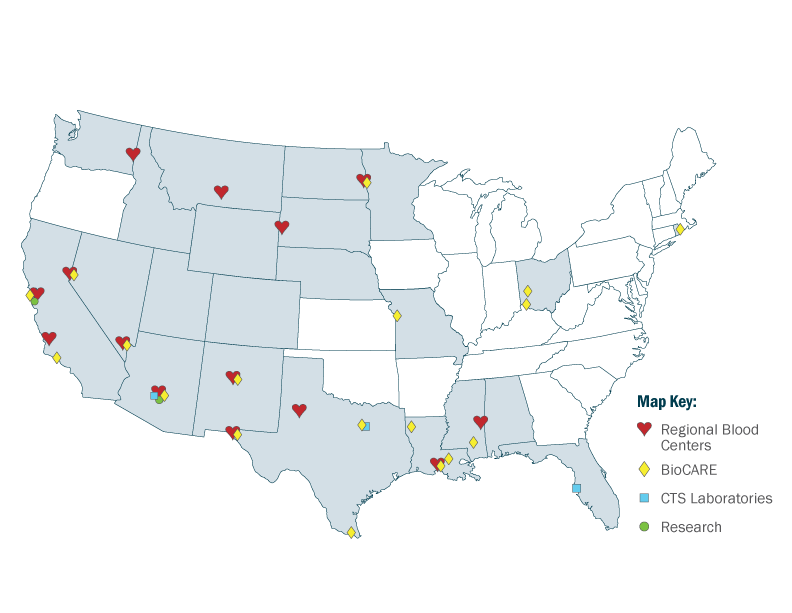 Map Key:
Regional Blood
Centers
BioCARE
CTS Laboratories
Research